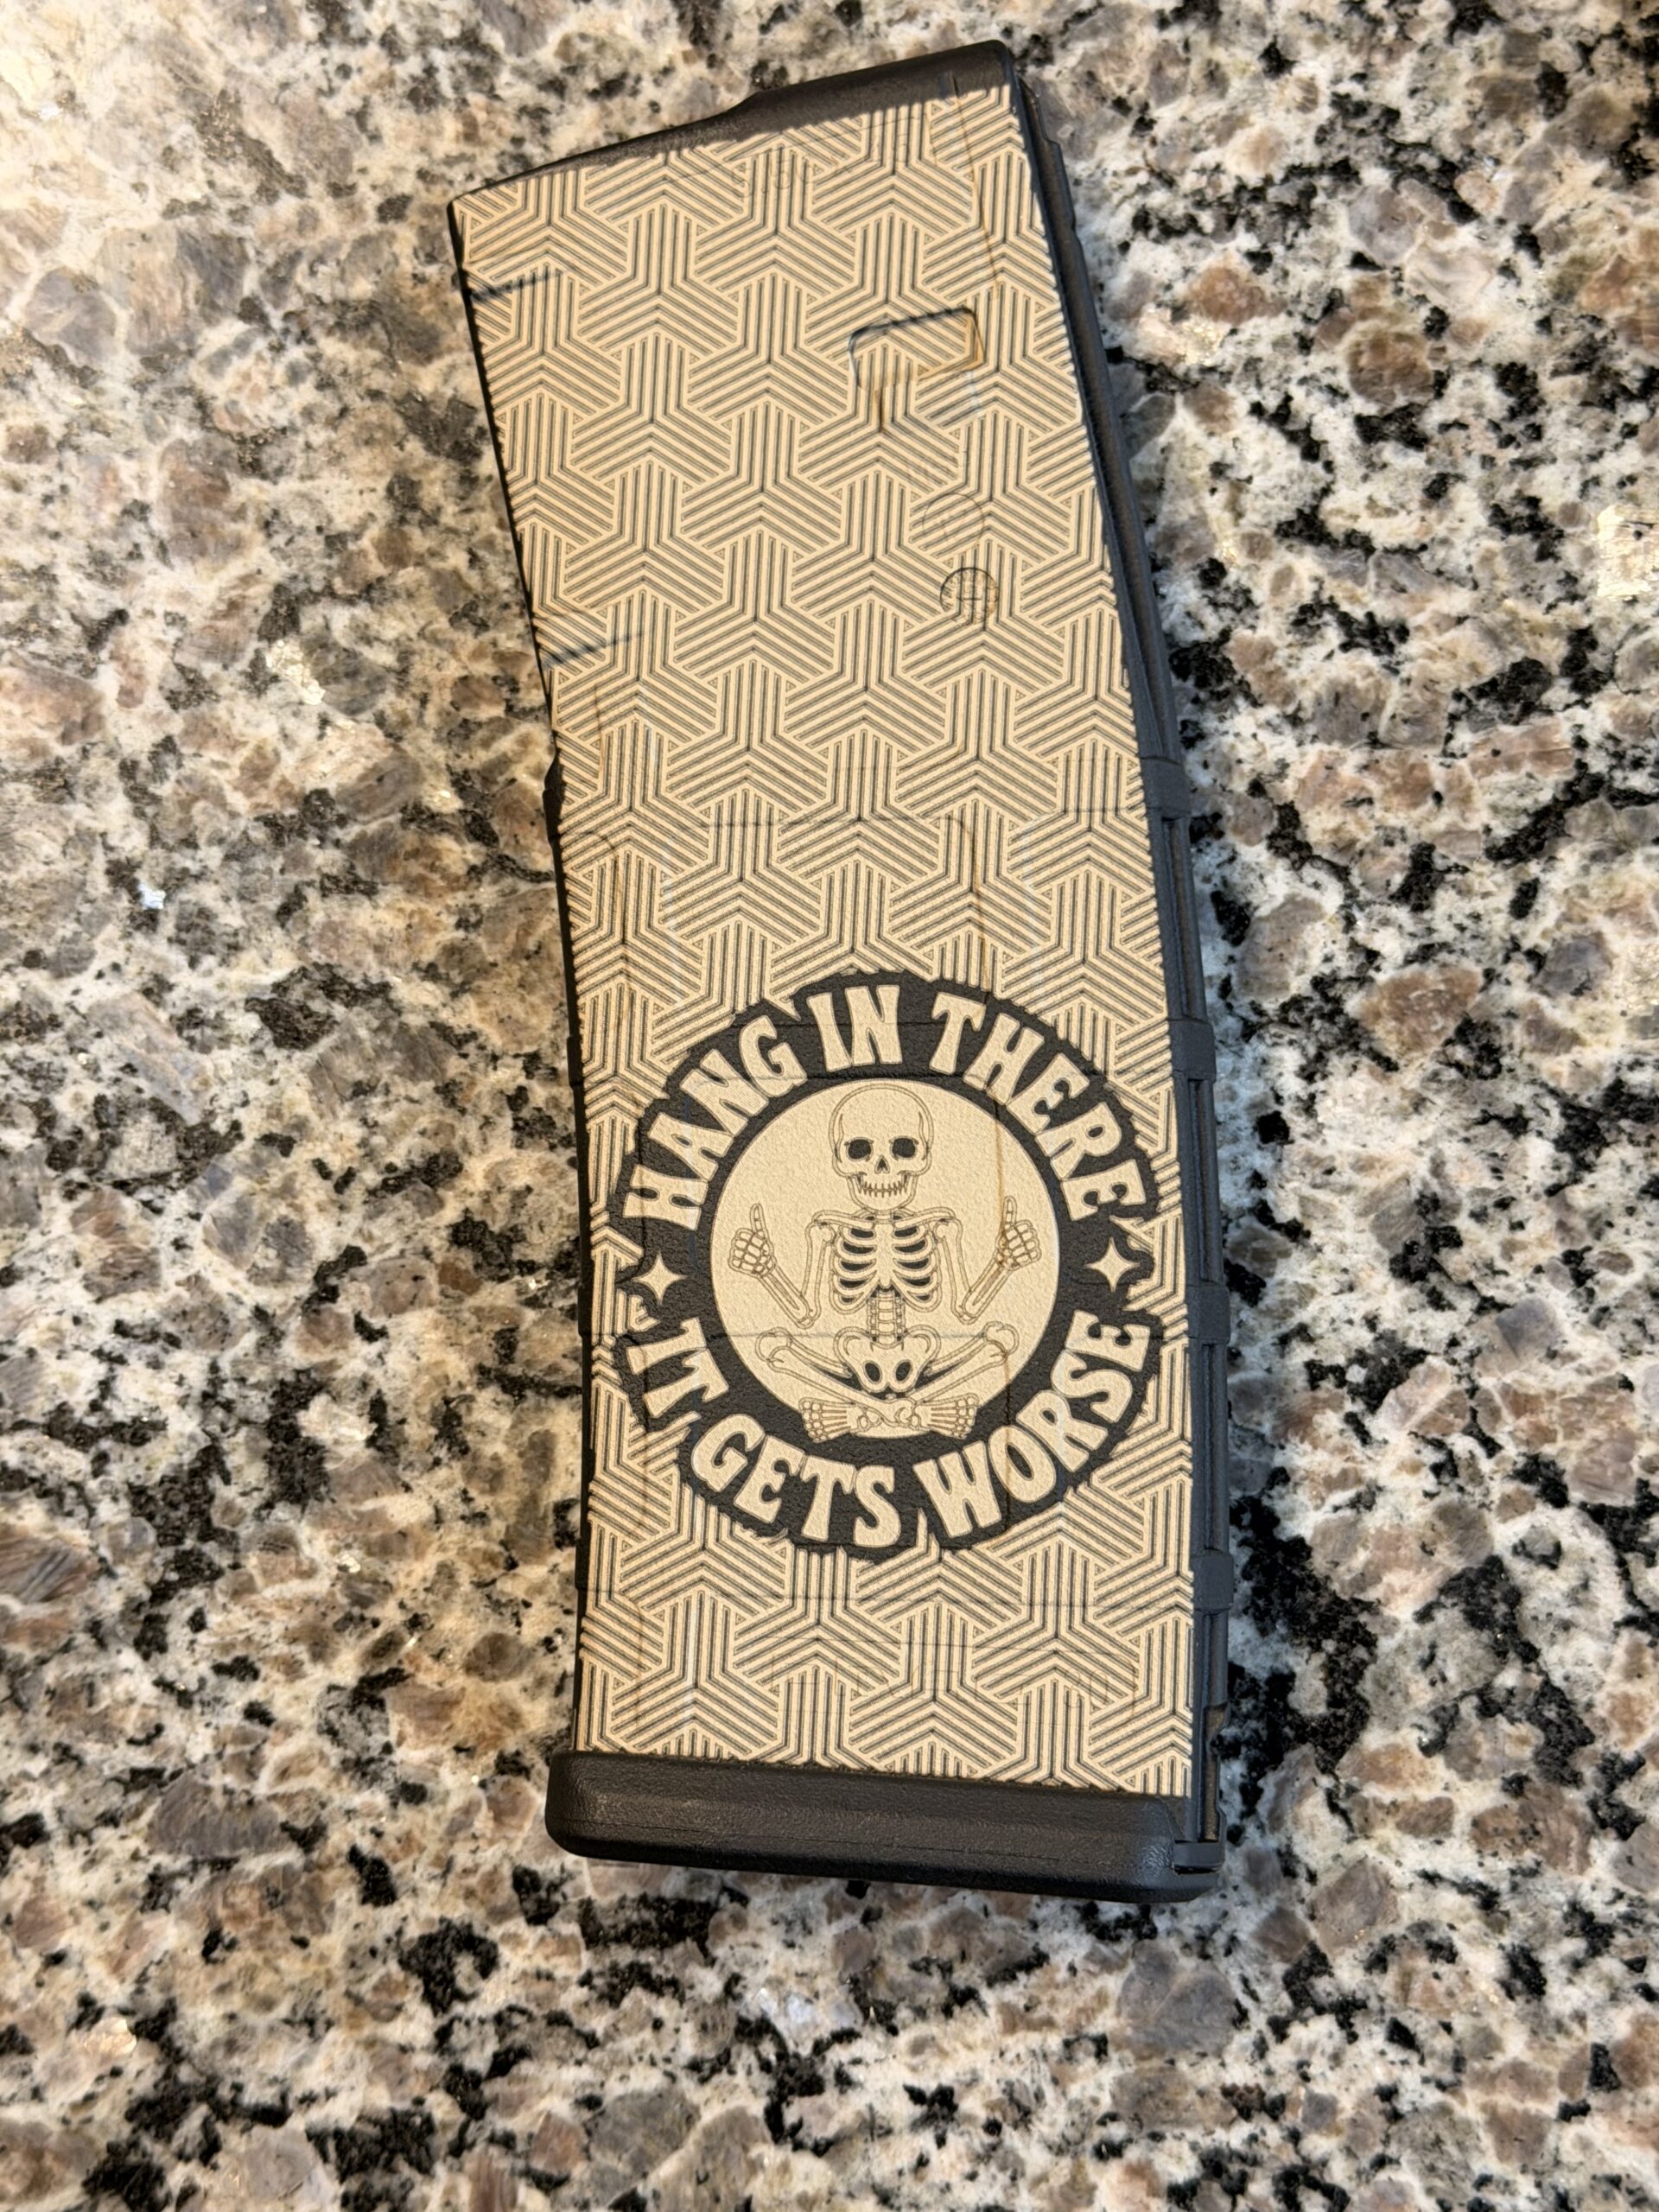 HANG IN THERE
IT GETS WORSE